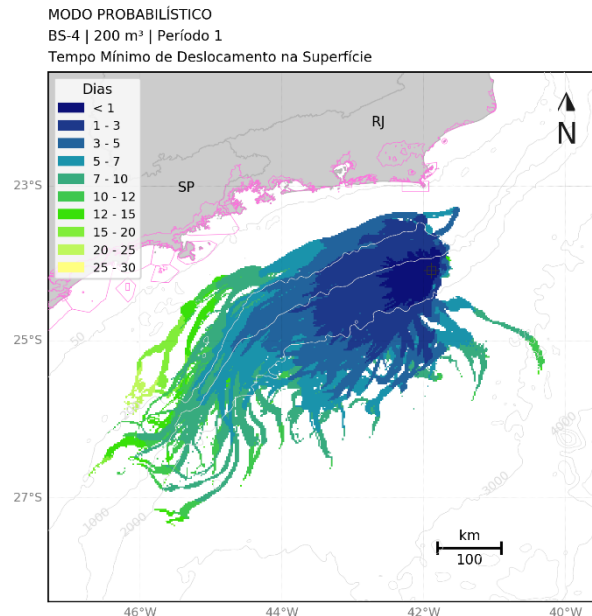 MODO PROBABILÍSTICO
BS-4 | 200 m³ | Período 1
Tempo Mínimo de Deslocamento na Superfície
Dias
< 1
1 - 3
3 - 5
5 - 7
7 - 10
10 - 12
12 - 15
15 - 20
20 - 25
25 - 30
RJ
SP
N
23°S
25°S
27°S
50
1000
2000
3000
4000
km
100
46°W
44°W
42°W
40°W